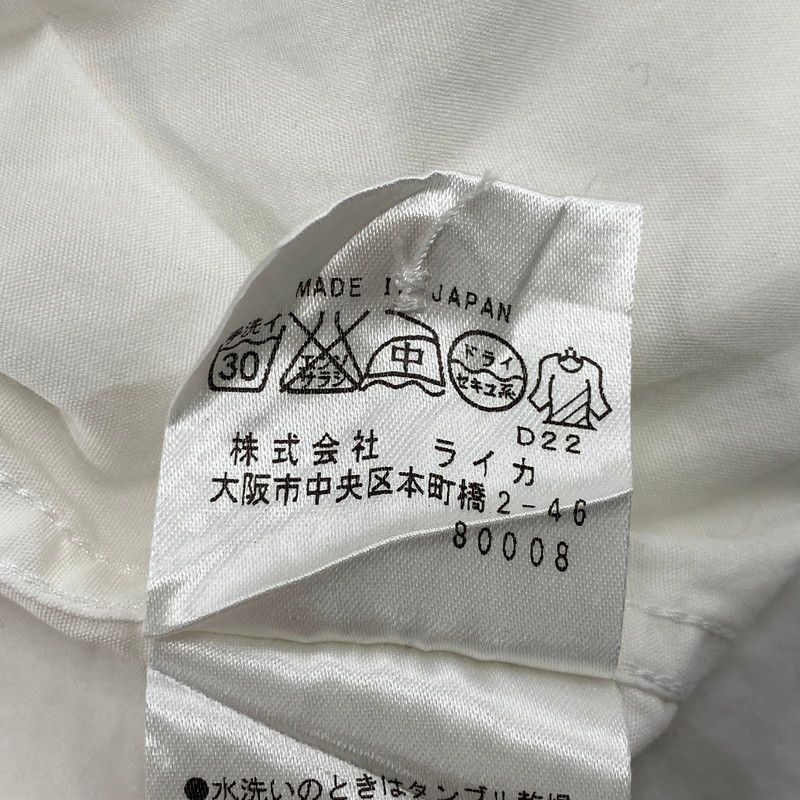 MADE IN JAPAN
手洗イ
30
エンソ
サラシ
中
ドライ
セキユ系
D22
株式会社 ライカ
大阪市中央区本町橋2-46
80008
●水洗いのときはタンブル乾燥